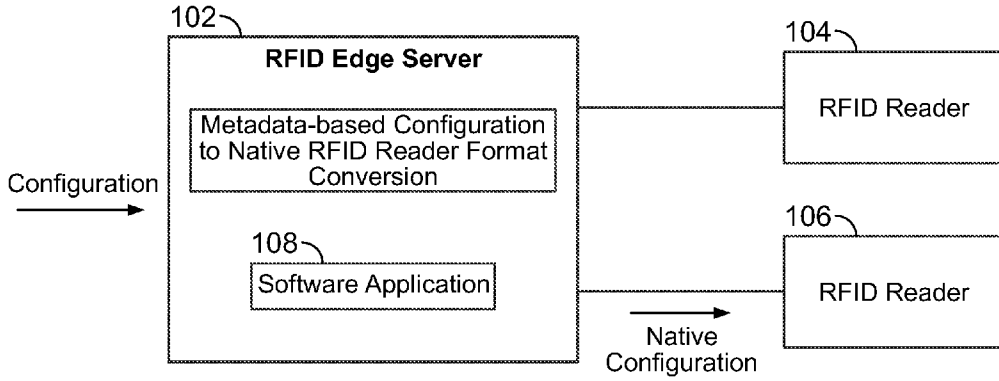 102
RFID Edge Server
Metadata-based Configuration
to Native RFID Reader Format
Conversion
Configuration
108
Software Application
104
RFID Reader
106
RFID Reader
Native
Configuration